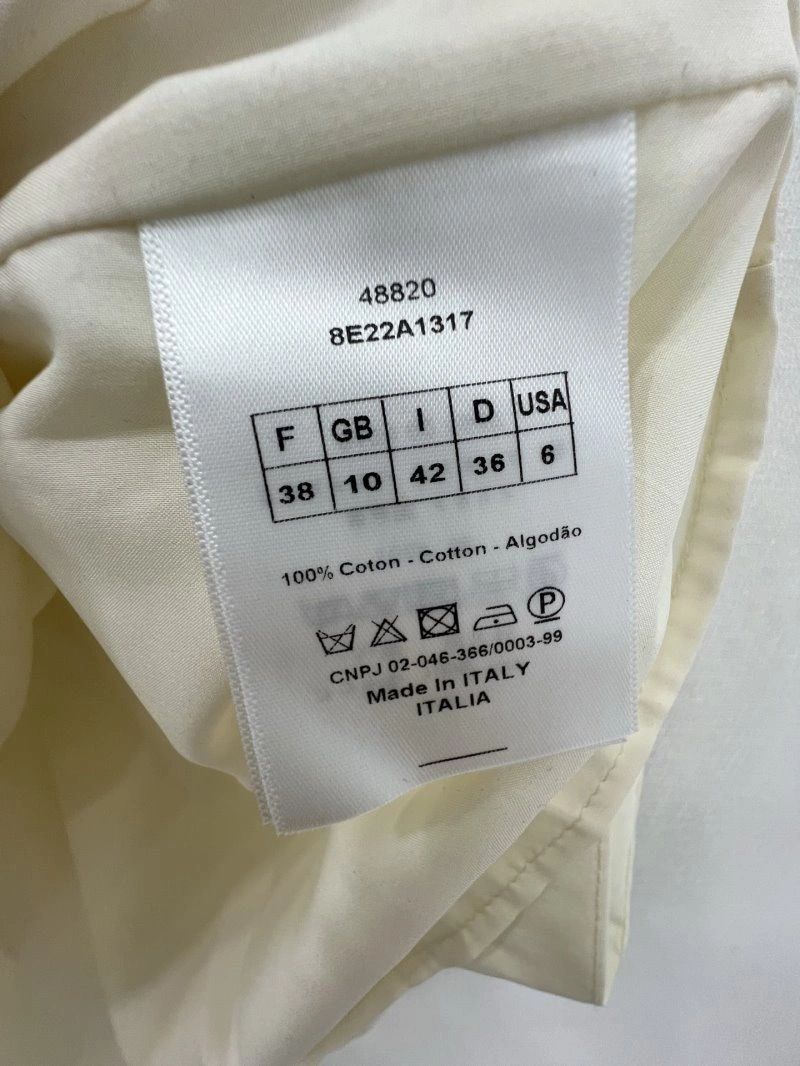 48820
8E22A1317
F GB I D USA
38 10 42 36 6
100% Coton - Cotton - Algodão
P
CNPJ 02-046-366/0003-99
Made In ITALY
ITALIA